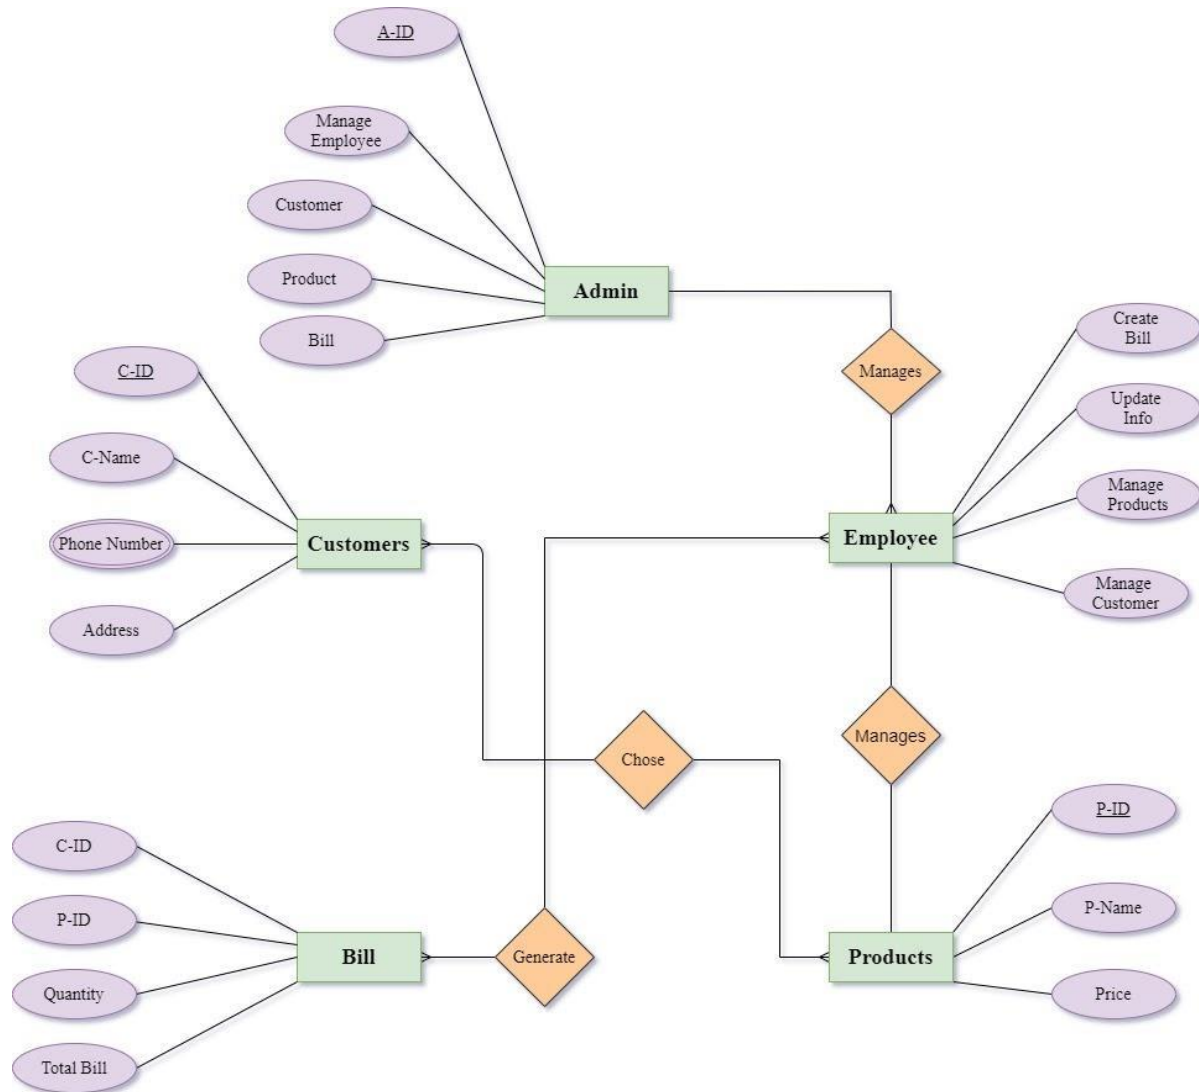 A-ID
Manage
Employee
Customer
Product
Bill
Admin
Manages
Create
Bill
Update
Info
Manage
Products
Manage
Customer
Employee
C-ID
C-Name
Phone Number
Address
Customers
Chose
Manages
C-ID
P-ID
Quantity
Total Bill
Bill
Generate
Products
P-ID
P-Name
Price